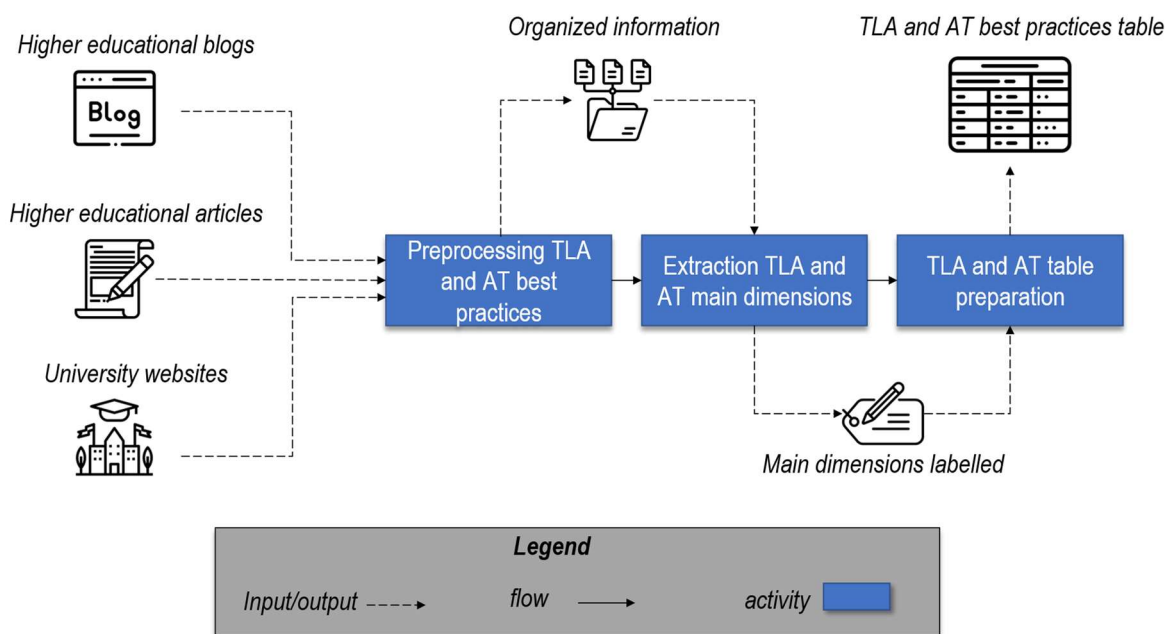 Higher educational blogs
Blog
Organized information
TLA and AT best practices table
Higher educational articles
Preprocessing TLA
and AT best
practices
Extraction TLA and
AT main dimensions
TLA and AT table
preparation
University websites
Main dimensions labelled
Legend
Input/output
flow
activity